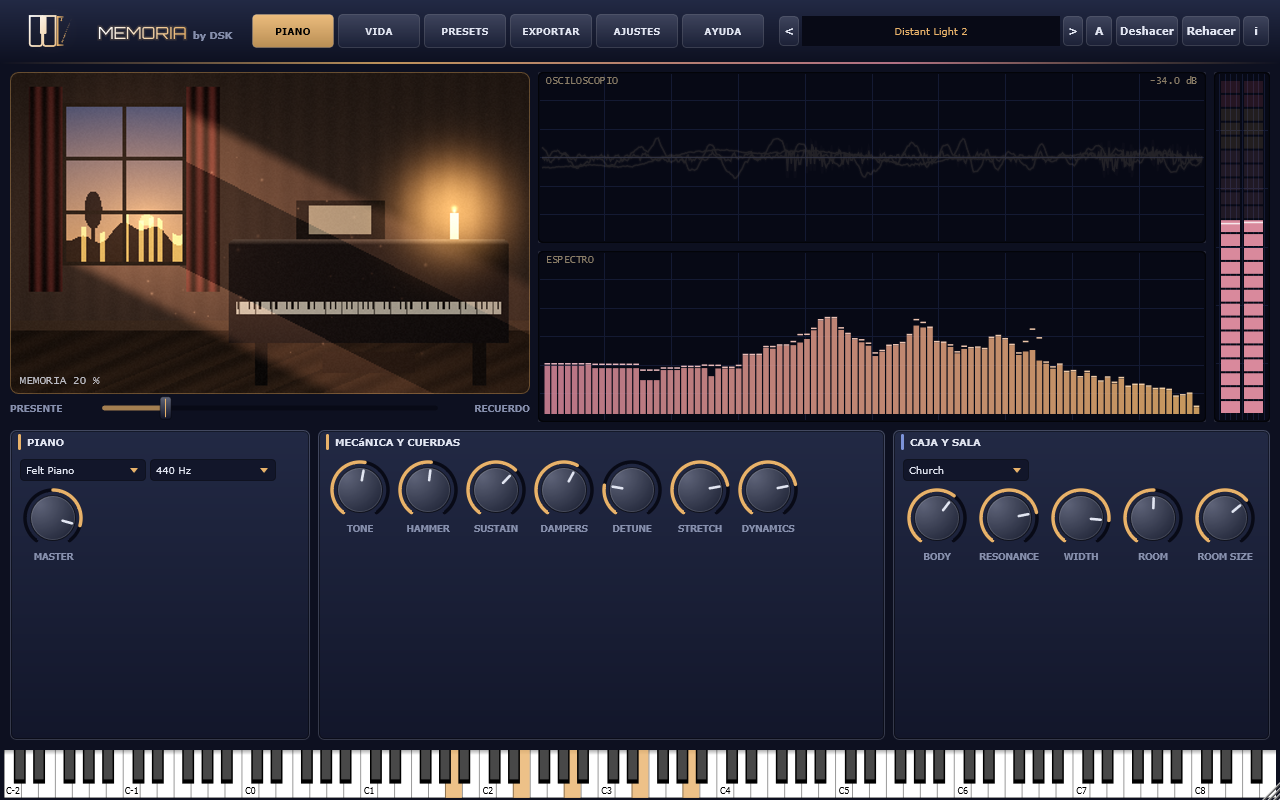 MEMORIA by DSK
PIANO
VIDA
PRESETS
EXPORTAR
AJUSTES
AYUDA
<
Distant Light 2
>
A
Deshacer
Rehacer
i
OSCILOSCOPIO
-34.0 dB
ESPECTRO
MEMORIA 20 %
PRESENTE
RECUERDO
PIANO
Felt Piano
440 Hz
MASTER
MECáNICA Y CUERDAS
TONE
HAMMER
SUSTAIN
DAMPERS
DETUNE
STRETCH
DYNAMICS
CAJA Y SALA
Church
BODY
RESONANCE
WIDTH
ROOM
ROOM SIZE
C-2
C-1
C0
C1
C2
C3
C4
C5
C6
C7
C8